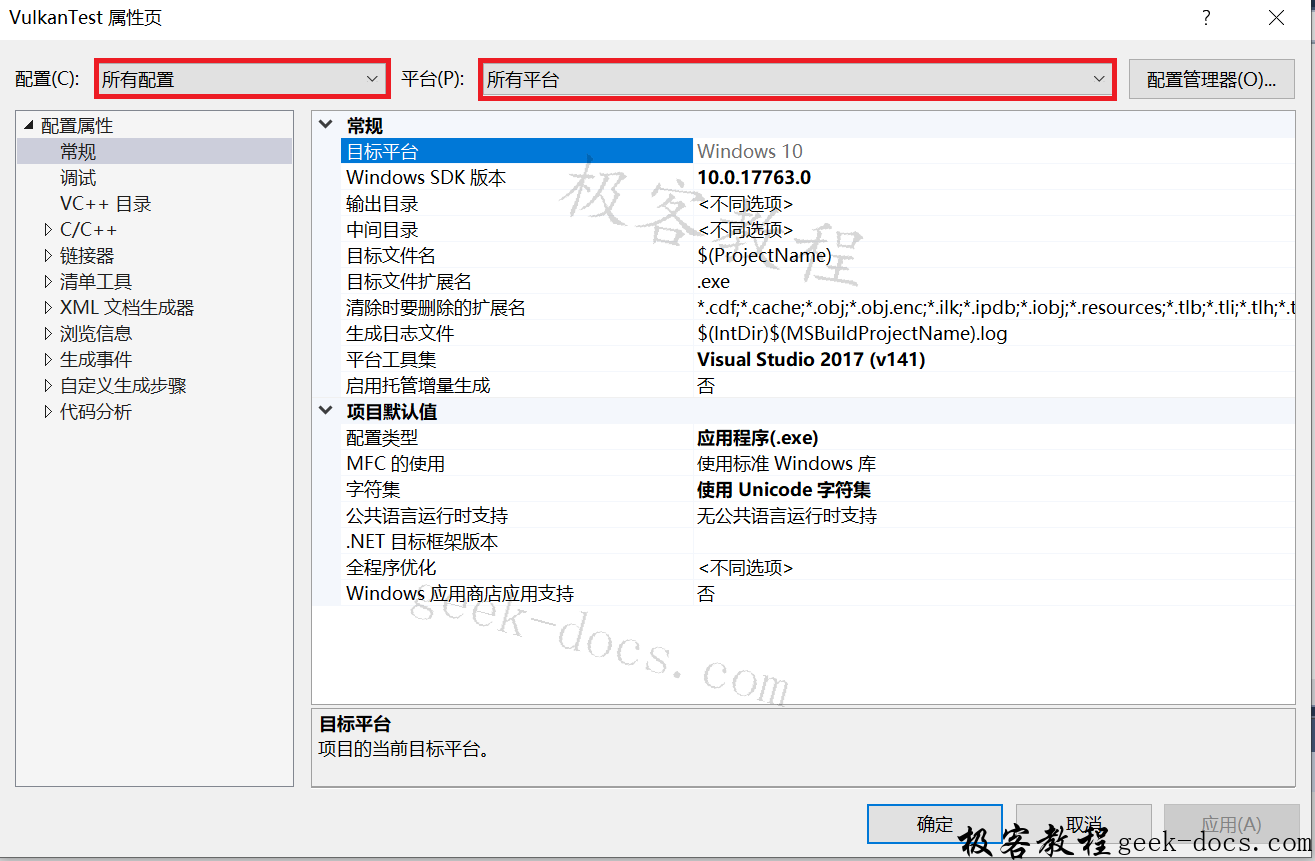 VulkanTest 属性页
配置(C): 所有配置 平台(P): 所有平台 配置管理器(O)...
配置属性
常规
调试
VC++ 目录
C/C++
链接器
清单工具
XML 文档生成器
浏览信息
生成事件
自定义生成步骤
代码分析
常规
目标平台 Windows 10
Windows SDK 版本 10.0.17763.0
输出目录 <不同选项>
中间目录 <不同选项>
目标文件名 $(ProjectName)
目标文件扩展名 .exe
清除时要删除的扩展名 *.cdf;*.cache;*.obj;*.obj.enc;*.ilk;*.ipdb;*.iobj;*.resources;*.tlb;*.tli;*.tlh;*.t
生成日志文件 $(IntDir)$(MSBuildProjectName).log
平台工具集 Visual Studio 2017 (v141)
启用托管增量生成 否
项目默认值
配置类型 应用程序(.exe)
MFC 的使用 使用标准 Windows 库
字符集 使用 Unicode 字符集
公共语言运行时支持 无公共语言运行时支持
.NET 目标框架版本
全程序优化 <不同选项>
Windows 应用商店应用支持 否
极客教程
geek-docs.com
目标平台
项目的当前目标平台。
确定 取消 应用(A)
极客教程geek-docs.com